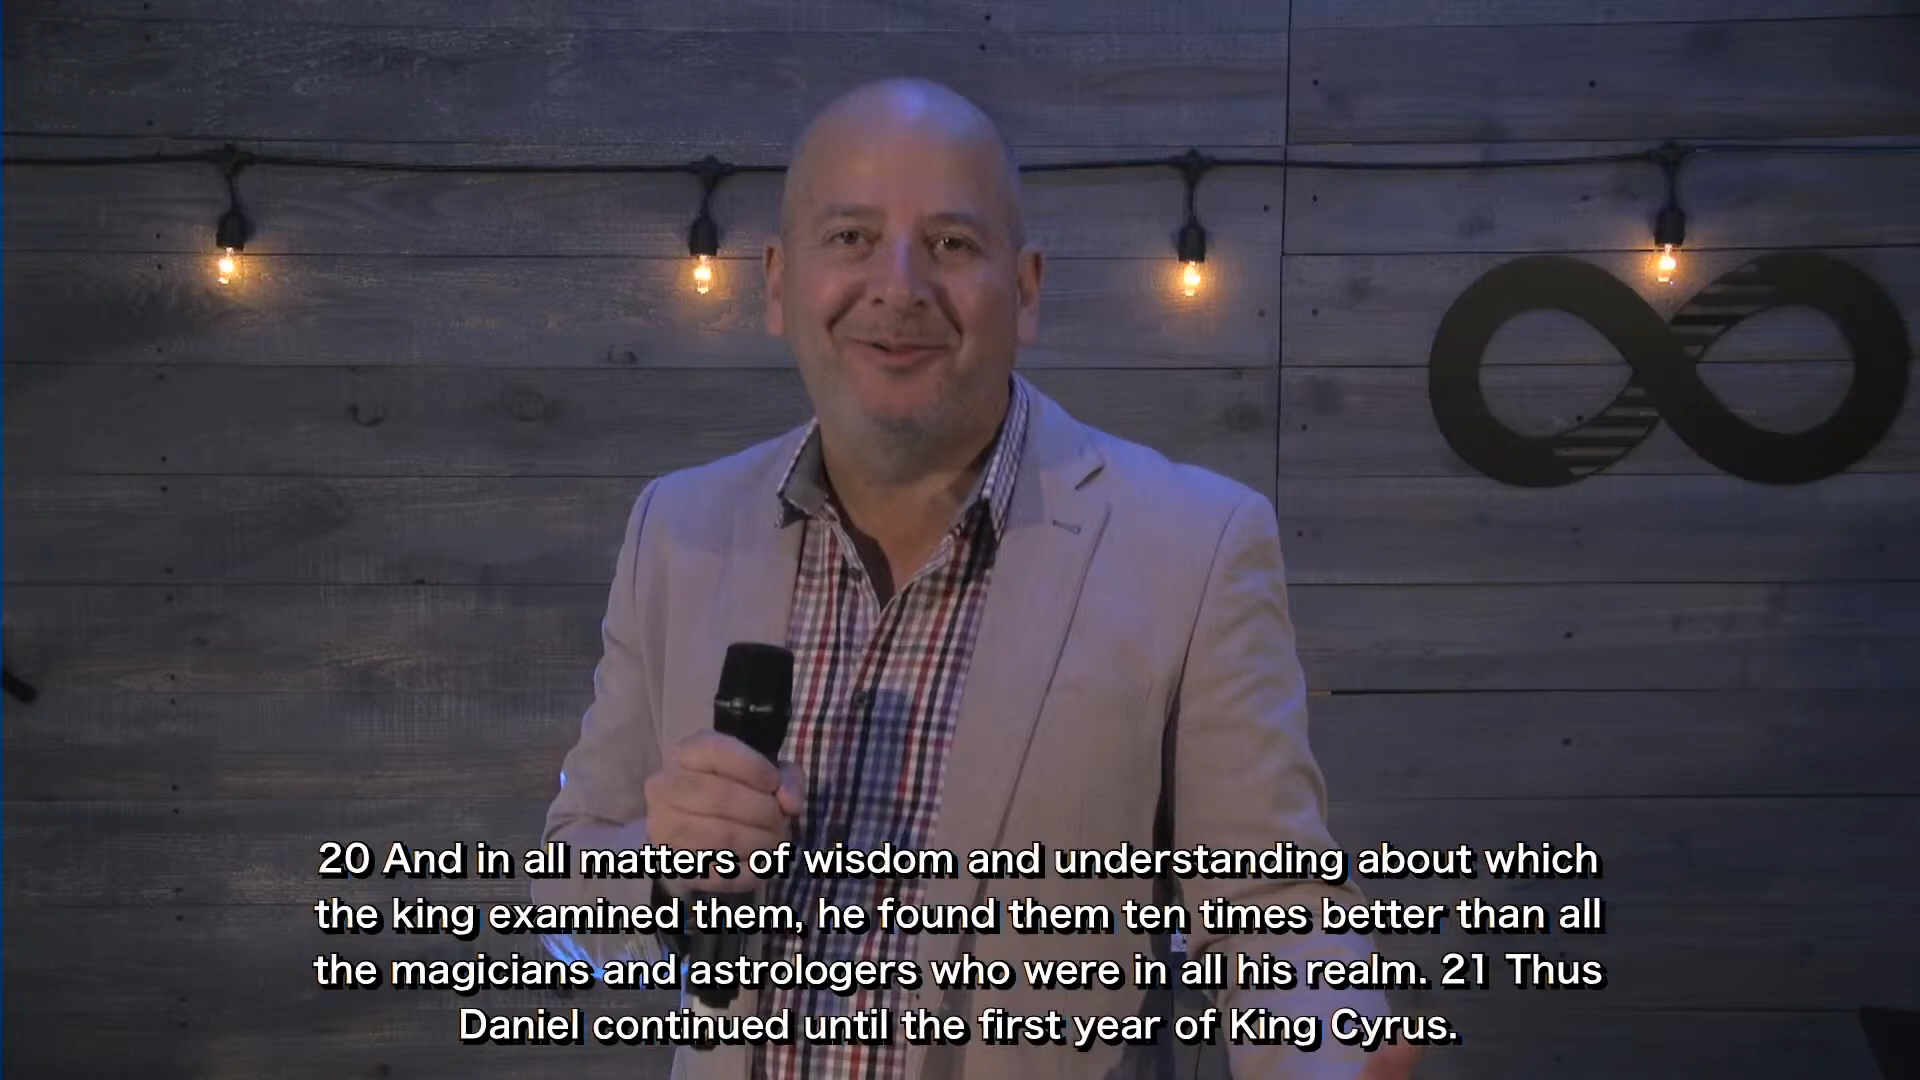 20 And in all matters of wisdom and understanding about which
the king examined them, he found them ten times better than all
the magicians and astrologers who were in all his realm. 21 Thus
Daniel continued until the first year of King Cyrus.